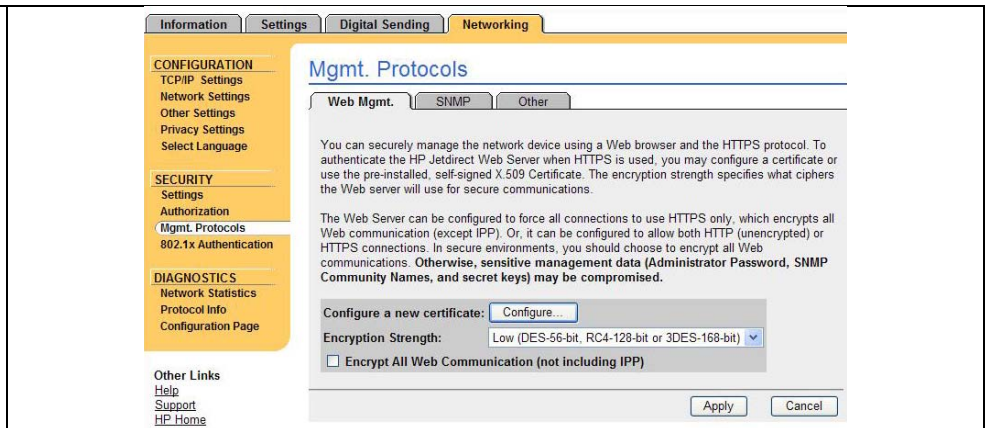 Information Settings Digital Sending Networking
CONFIGURATION
TCP/IP Settings
Network Settings
Other Settings
Privacy Settings
Select Language
SECURITY
Settings
Authorization
Mgmt. Protocols
802.1x Authentication
DIAGNOSTICS
Network Statistics
Protocol Info
Configuration Page
Other Links
Help
Support
HP Home
Mgmt. Protocols
Web Mgmt. SNMP Other
You can securely manage the network device using a Web browser and the HTTPS protocol. To
authenticate the HP Jetdirect Web Server when HTTPS is used, you may configure a certificate or
use the pre-installed, self-signed X.509 Certificate. The encryption strength specifies what ciphers
the Web server will use for secure communications.
The Web Server can be configured to force all connections to use HTTPS only, which encrypts all
Web communication (except IPP). Or, it can be configured to allow both HTTP (unencrypted) or
HTTPS connections. In secure environments, you should choose to encrypt all Web
communications. Otherwise, sensitive management data (Administrator Password, SNMP
Community Names, and secret keys) may be compromised.
Configure a new certificate: Configure...
Encryption Strength: Low (DES-56-bit, RC4-128-bit or 3DES-168-bit)
Encrypt All Web Communication (not including IPP)
Apply Cancel